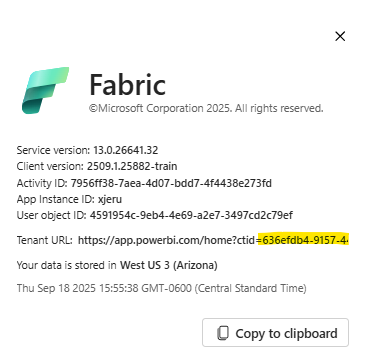 Fabric
©Microsoft Corporation 2025. All rights reserved.
Service version: 13.0.26641.32
Client version: 2509.1.25882-train
Activity ID: 7956ff38-7aea-4d07-bdd7-4f4438e273fd
App Instance ID: xjeru
User object ID: 4591954c-9eb4-4e69-a2e7-3497cd2c79ef
Tenant URL: https://app.powerbi.com/home?ctid=636efdb4-9157-4
Your data is stored in West US 3 (Arizona)
Thu Sep 18 2025 15:55:38 GMT-0600 (Central Standard Time)
Copy to clipboard